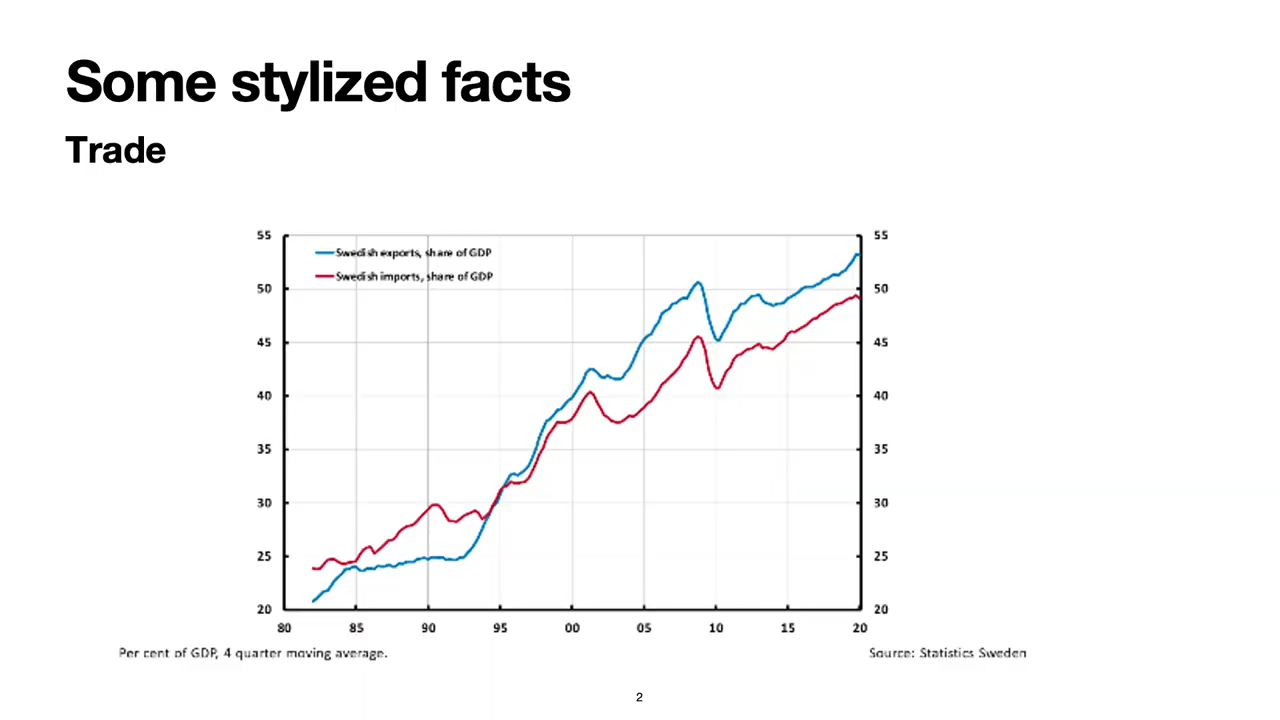 Some stylized facts
Trade
55 55
Swedish exports, share of GDP
Swedish imports, share of GDP
50 50
45 45
40 40
35 35
30 30
25 25
20 20
80 85 90 95 00 05 10 15 20
Per cent of GDP, 4 quarter moving average. Source: Statistics Sweden
2